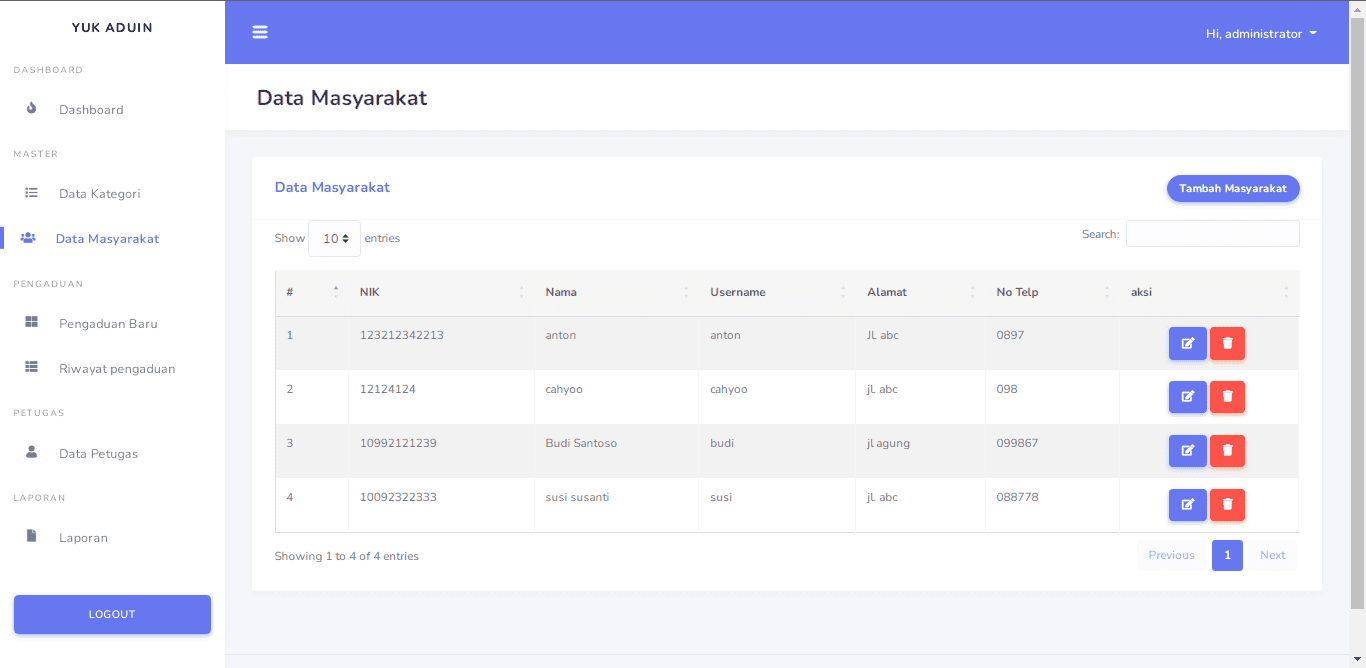 YUK ADUIN
DASHBOARD
Dashboard
MASTER
Data Kategori
Data Masyarakat
PENGADUAN
Pengaduan Baru
Riwayat pengaduan
PETUGAS
Data Petugas
LAPORAN
Laporan
LOGOUT
Hi, administrator
Data Masyarakat
Data Masyarakat Tambah Masyarakat
Show 10 entries Search:
# NIK Nama Username Alamat No Telp aksi
1 123212342213 anton anton Jl. abc 0897
2 12124124 cahyoo cahyoo jl. abc 098
3 10992121239 Budi Santoso budi jl agung 099867
4 10092322333 susi susanti susi jl. abc 088778
Showing 1 to 4 of 4 entries Previous 1 Next